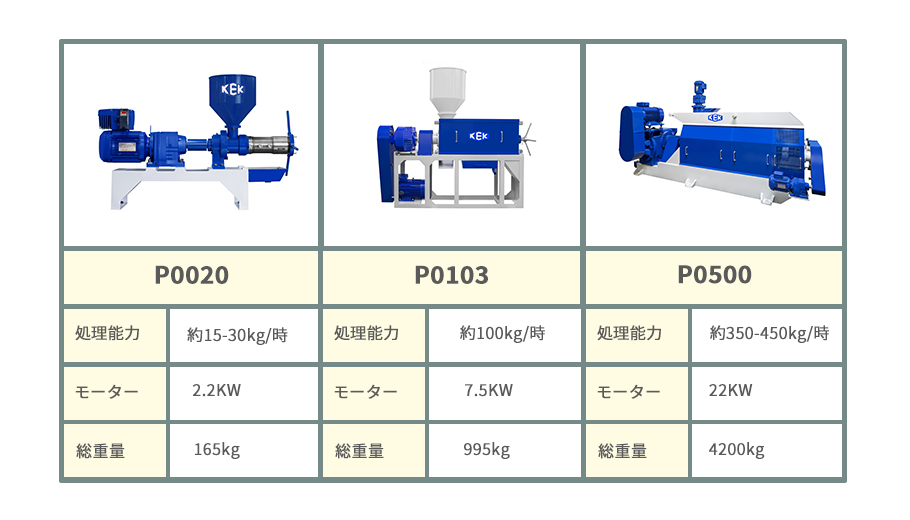 KEK
KEK
KEK
P0020
P0103
P0500
処理能力
約15-30kg/時
処理能力
約100kg/時
処理能力
約350-450kg/時
モーター
2.2KW
モーター
7.5KW
モーター
22KW
総重量
165kg
総重量
995kg
総重量
4200kg